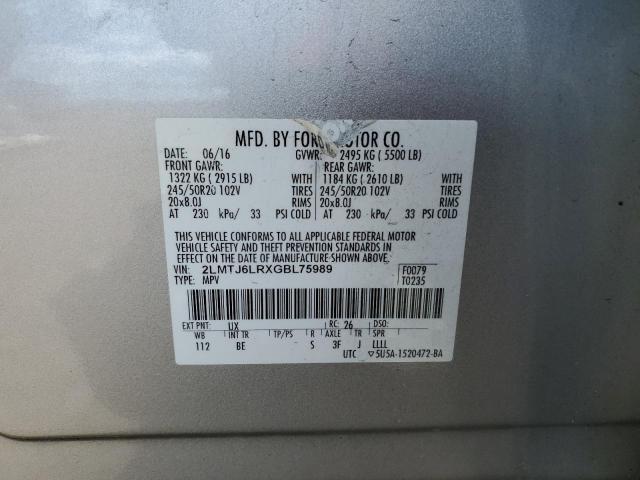 MFD. BY FORD MOTOR CO.
DATE: 06/16 GVWR: 2495 KG ( 5500 LB)
FRONT GAWR: REAR GAWR:
1322 KG ( 2915 LB) WITH 1184 KG ( 2610 LB) WITH
245/50R20 102V TIRES 245/50R20 102V TIRES
20x8.0J RIMS 20x8.0J RIMS
AT 230 kPa/ 33 PSI COLD AT 230 kPa/ 33 PSI COLD
THIS VEHICLE CONFORMS TO ALL APPLICABLE FEDERAL MOTOR
VEHICLE SAFETY AND THEFT PREVENTION STANDARDS IN
EFFECT ON THE DATE OF MANUFACTURE SHOWN ABOVE.
VIN: 2LMTJ6LRXGBL75989 F0079
TYPE: MPV T0235
EXT PNT: UX RC: 26 DSO:
WB INT TR TP/PS R AXLE TR SPR
112 BE S 3F J LLLL
UTC ▽5U5A-1520472-BA